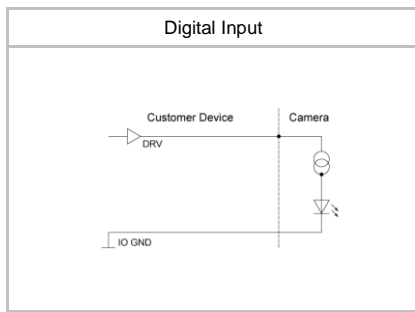 Digital Input
Customer Device
Camera
DRV
IO GND